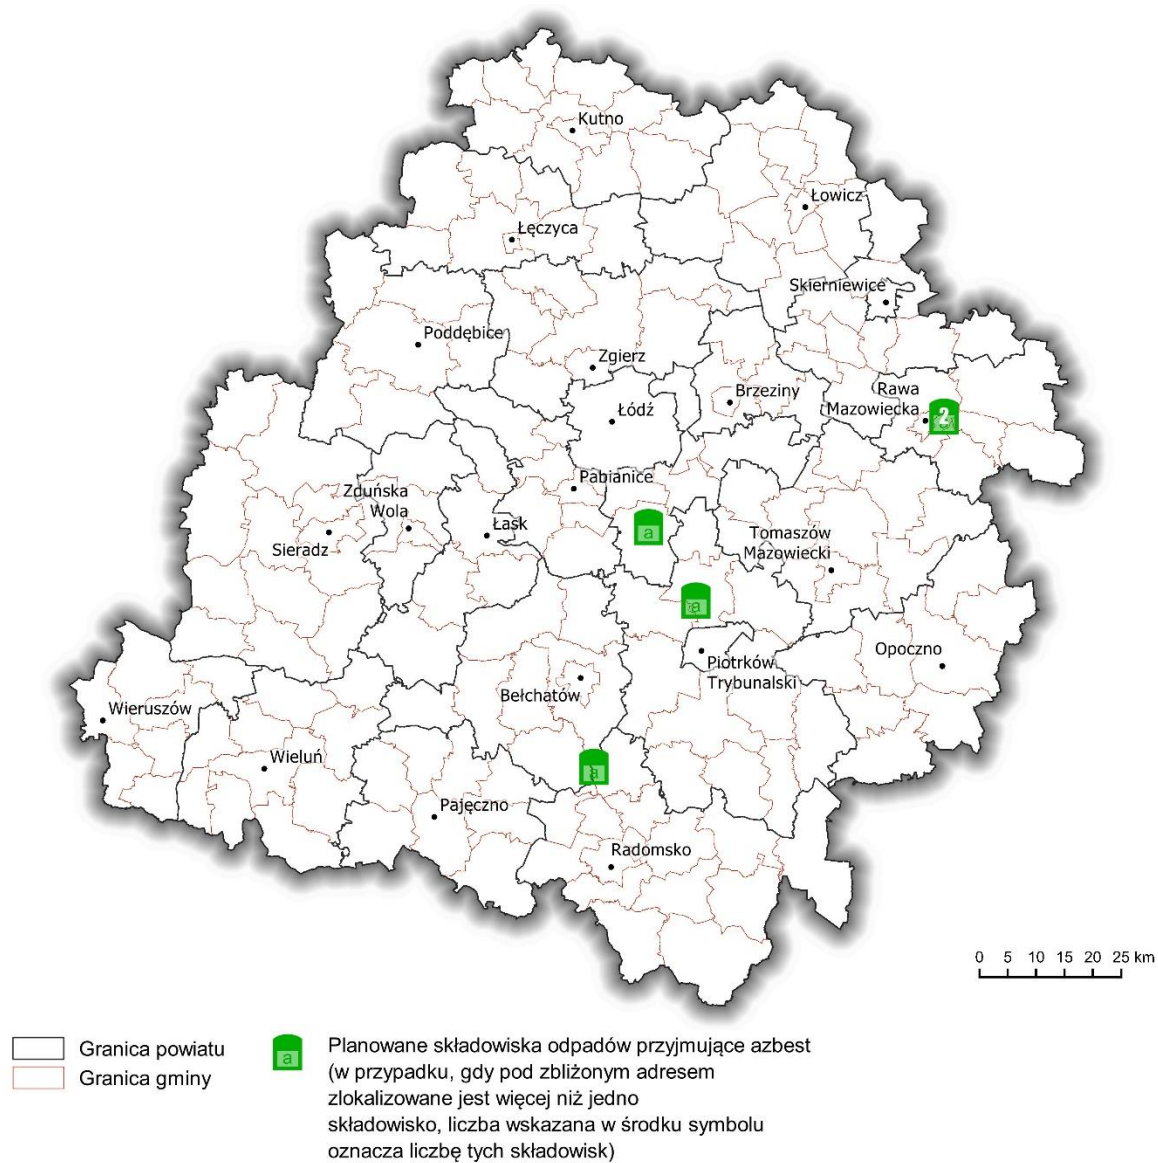 Kutno
Łowicz
Łęczyca
Skierniewice
Poddębice
Zgierz
Rawa
Mazowiecka
2
Brzeziny
Łódź
Pabianice
Zduńska
Wola
Łask
Sieradz
a
Tomaszów
Mazowiecki
a
Opoczno
Piotrków
Trybunalski
Bełchatów
Wieruszów
Wieluń
a
Pajęczno
Radomsko
0 5 10 15 20 25 km
Granica powiatu
Granica gminy
a
Planowane składowiska odpadów przyjmujące azbest
(w przypadku, gdy pod zbliżonym adresem
zlokalizowane jest więcej niż jedno
składowisko, liczba wskazana w środku symbolu
oznacza liczbę tych składowisk)